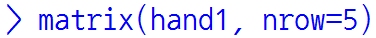 > matrix(hand1, nrow=5)